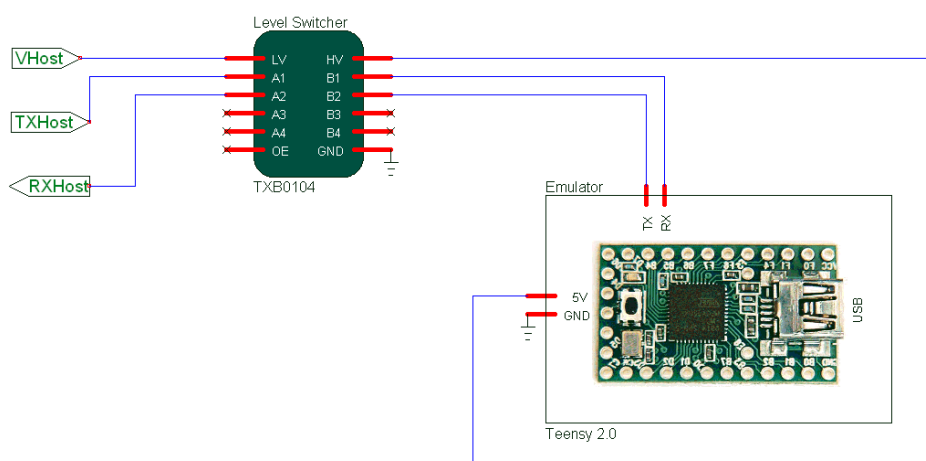 Level Switcher
VHost
LV
HV
TXHost
A1
B1
A2
B2
A3
B3
A4
B4
RXHost
OE
GND
TXB0104
Emulator
TX
RX
5V
GND
USB
Teensy 2.0